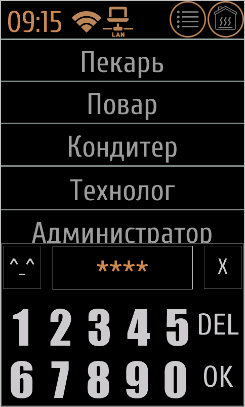 09:15 LAN
Пекарь
Повар
Кондитер
Технолог
Администратор
^_^ **** X
1 2 3 4 5 DEL
6 7 8 9 0 OK